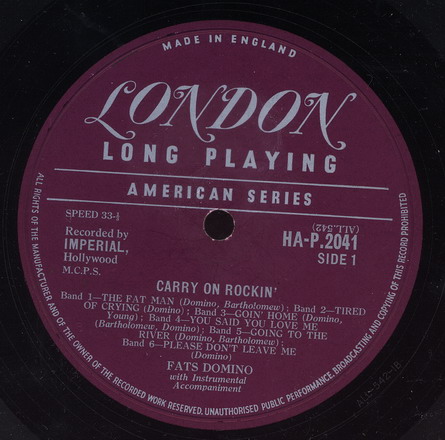 MADE IN ENGLAND
LONDON
LONG PLAYING
AMERICAN SERIES
SPEED 33-⅓
Recorded by
IMPERIAL,
Hollywood
M.C.P.S.
(ALL.542)
HA-P.2041
SIDE 1
CARRY ON ROCKIN'
Band 1—THE FAT MAN (Domino, Bartholomew); Band 2—TIRED
OF CRYING (Domino); Band 3—GOIN' HOME (Domino,
Young); Band 4—YOU SAID YOU LOVE ME
(Bartholomew, Domino); Band 5—GOING TO THE
RIVER (Domino, Bartholomew);
Band 6—PLEASE DON'T LEAVE ME
(Domino)
FATS DOMINO
with Instrumental
Accompaniment
ALL RIGHTS OF THE MANUFACTURER AND OF THE OWNER OF THE RECORDED WORK RESERVED. UNAUTHORISED PUBLIC PERFORMANCE, BROADCASTING AND COPYING OF THIS RECORD PROHIBITED